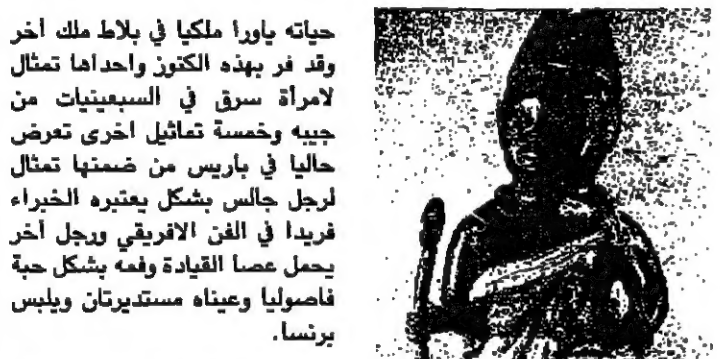 حياته ياورا ملكيا في بلاط ملك أخر
وقد فر بهذه الكنوز واحداها تمثال
لامرأة سرق في السبعينيات من
جيبه وخمسة تماثيل اخرى تعرض
حاليا في باريس من ضمنها تمثال
لرجل جالس بشكل يعتبره الخبراء
فريدا في الفن الافريقي ورجل أخر
يحمل عصا القيادة وفمه بشكل حبة
فاصوليا وعيناه مستديرتان ويلبس
برنسا.